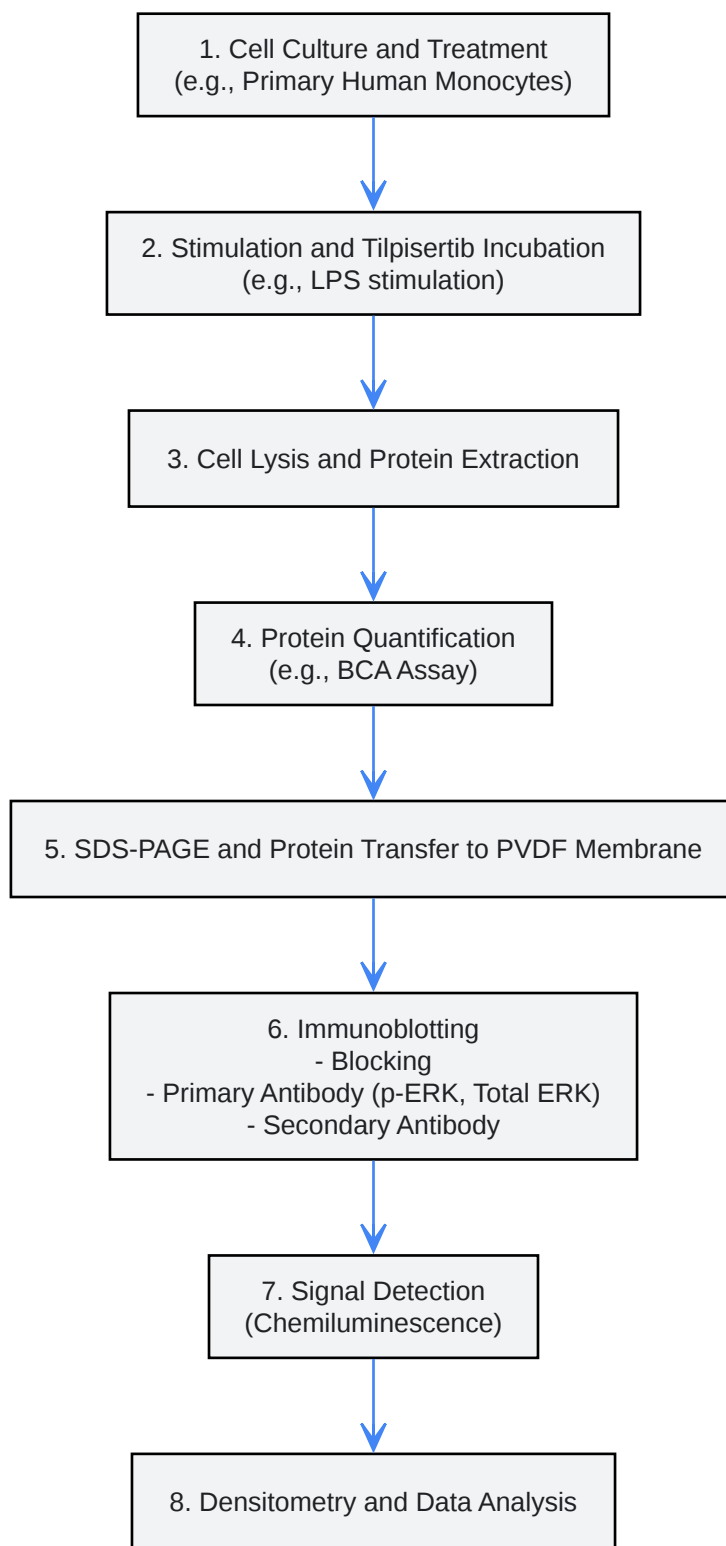 1. Cell Culture and Treatment
(e.g., Primary Human Monocytes)
2. Stimulation and Tilpisertib Incubation
(e.g., LPS stimulation)
3. Cell Lysis and Protein Extraction
4. Protein Quantification
(e.g., BCA Assay)
5. SDS-PAGE and Protein Transfer to PVDF Membrane
6. Immunoblotting
- Blocking
- Primary Antibody (p-ERK, Total ERK)
- Secondary Antibody
7. Signal Detection
(Chemiluminescence)
8. Densitometry and Data Analysis